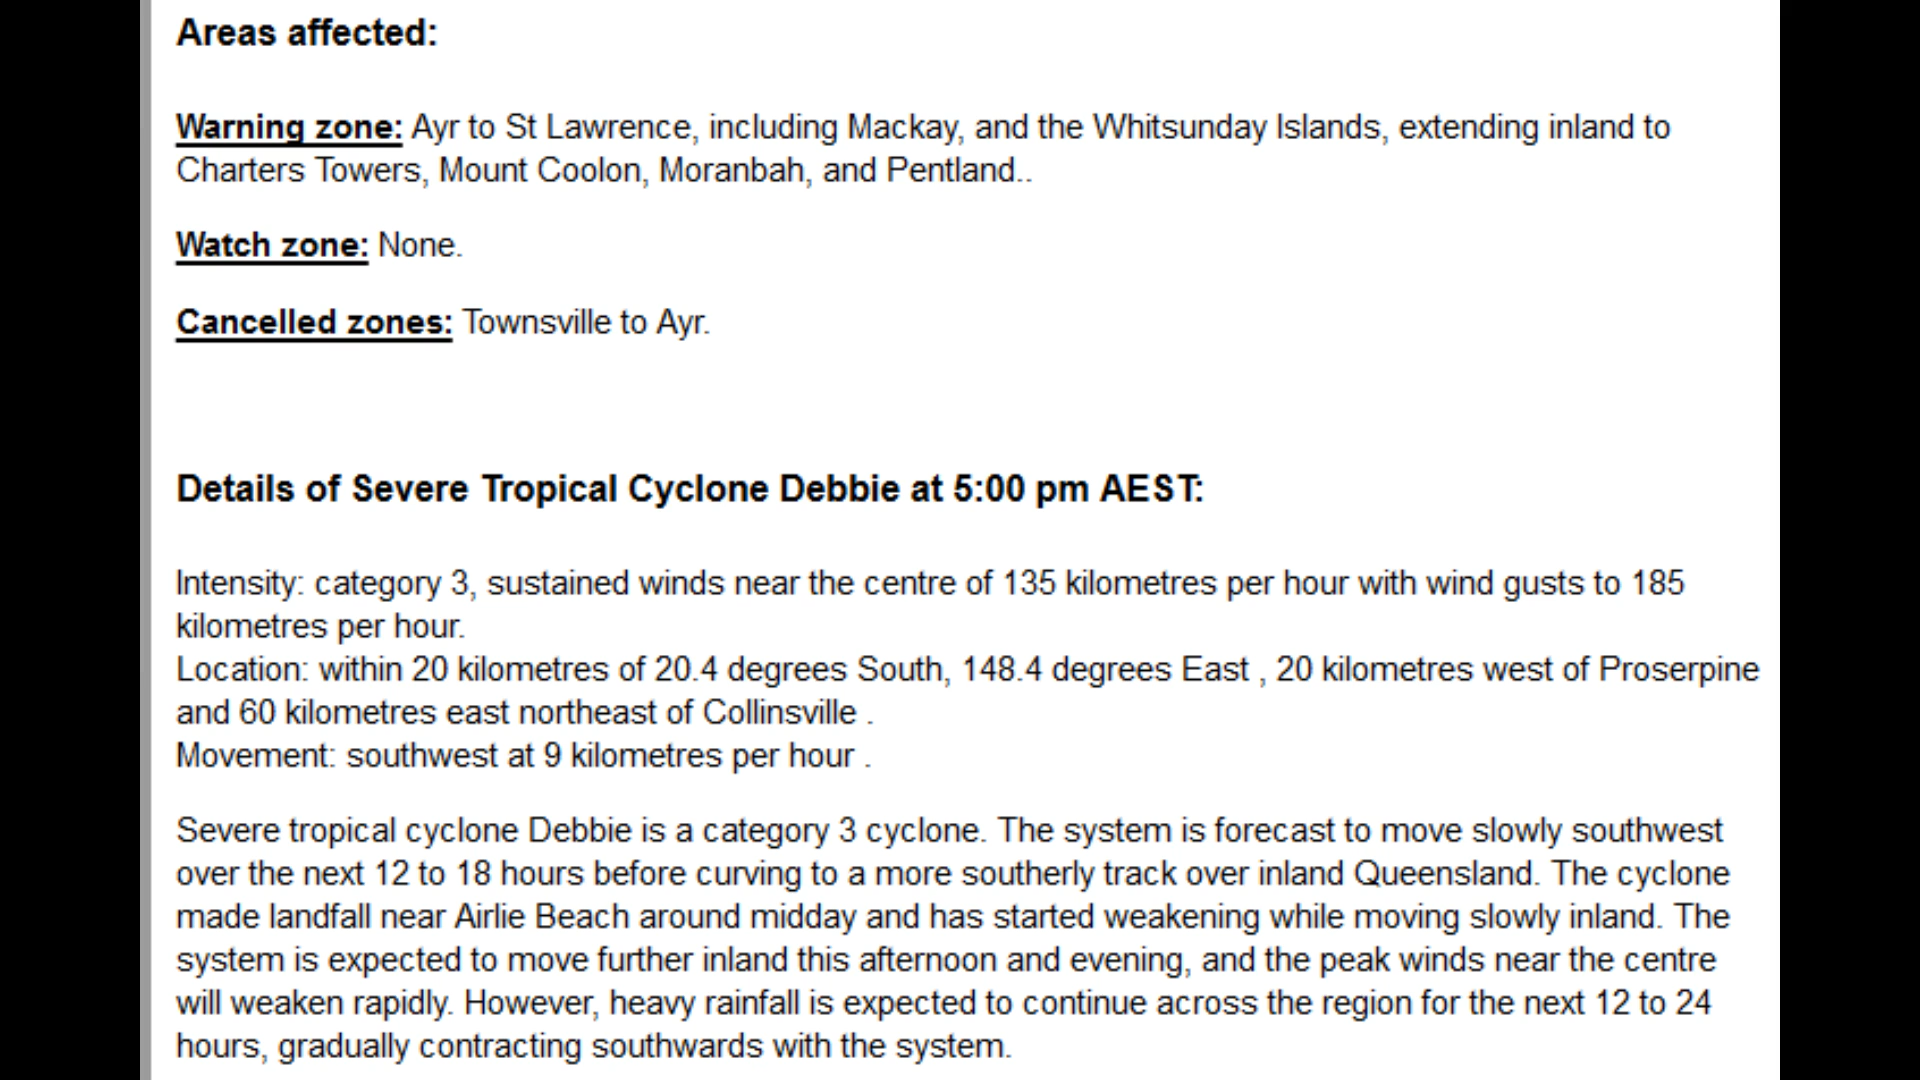 Areas affected:
Warning zone: Ayr to St Lawrence, including Mackay, and the Whitsunday Islands, extending inland to
Charters Towers, Mount Coolon, Moranbah, and Pentland..
Watch zone: None.
Cancelled zones: Townsville to Ayr.
Details of Severe Tropical Cyclone Debbie at 5:00 pm AEST:
Intensity: category 3, sustained winds near the centre of 135 kilometres per hour with wind gusts to 185
kilometres per hour.
Location: within 20 kilometres of 20.4 degrees South, 148.4 degrees East , 20 kilometres west of Proserpine
and 60 kilometres east northeast of Collinsville .
Movement: southwest at 9 kilometres per hour .
Severe tropical cyclone Debbie is a category 3 cyclone. The system is forecast to move slowly southwest
over the next 12 to 18 hours before curving to a more southerly track over inland Queensland. The cyclone
made landfall near Airlie Beach around midday and has started weakening while moving slowly inland. The
system is expected to move further inland this afternoon and evening, and the peak winds near the centre
will weaken rapidly. However, heavy rainfall is expected to continue across the region for the next 12 to 24
hours, gradually contracting southwards with the system.